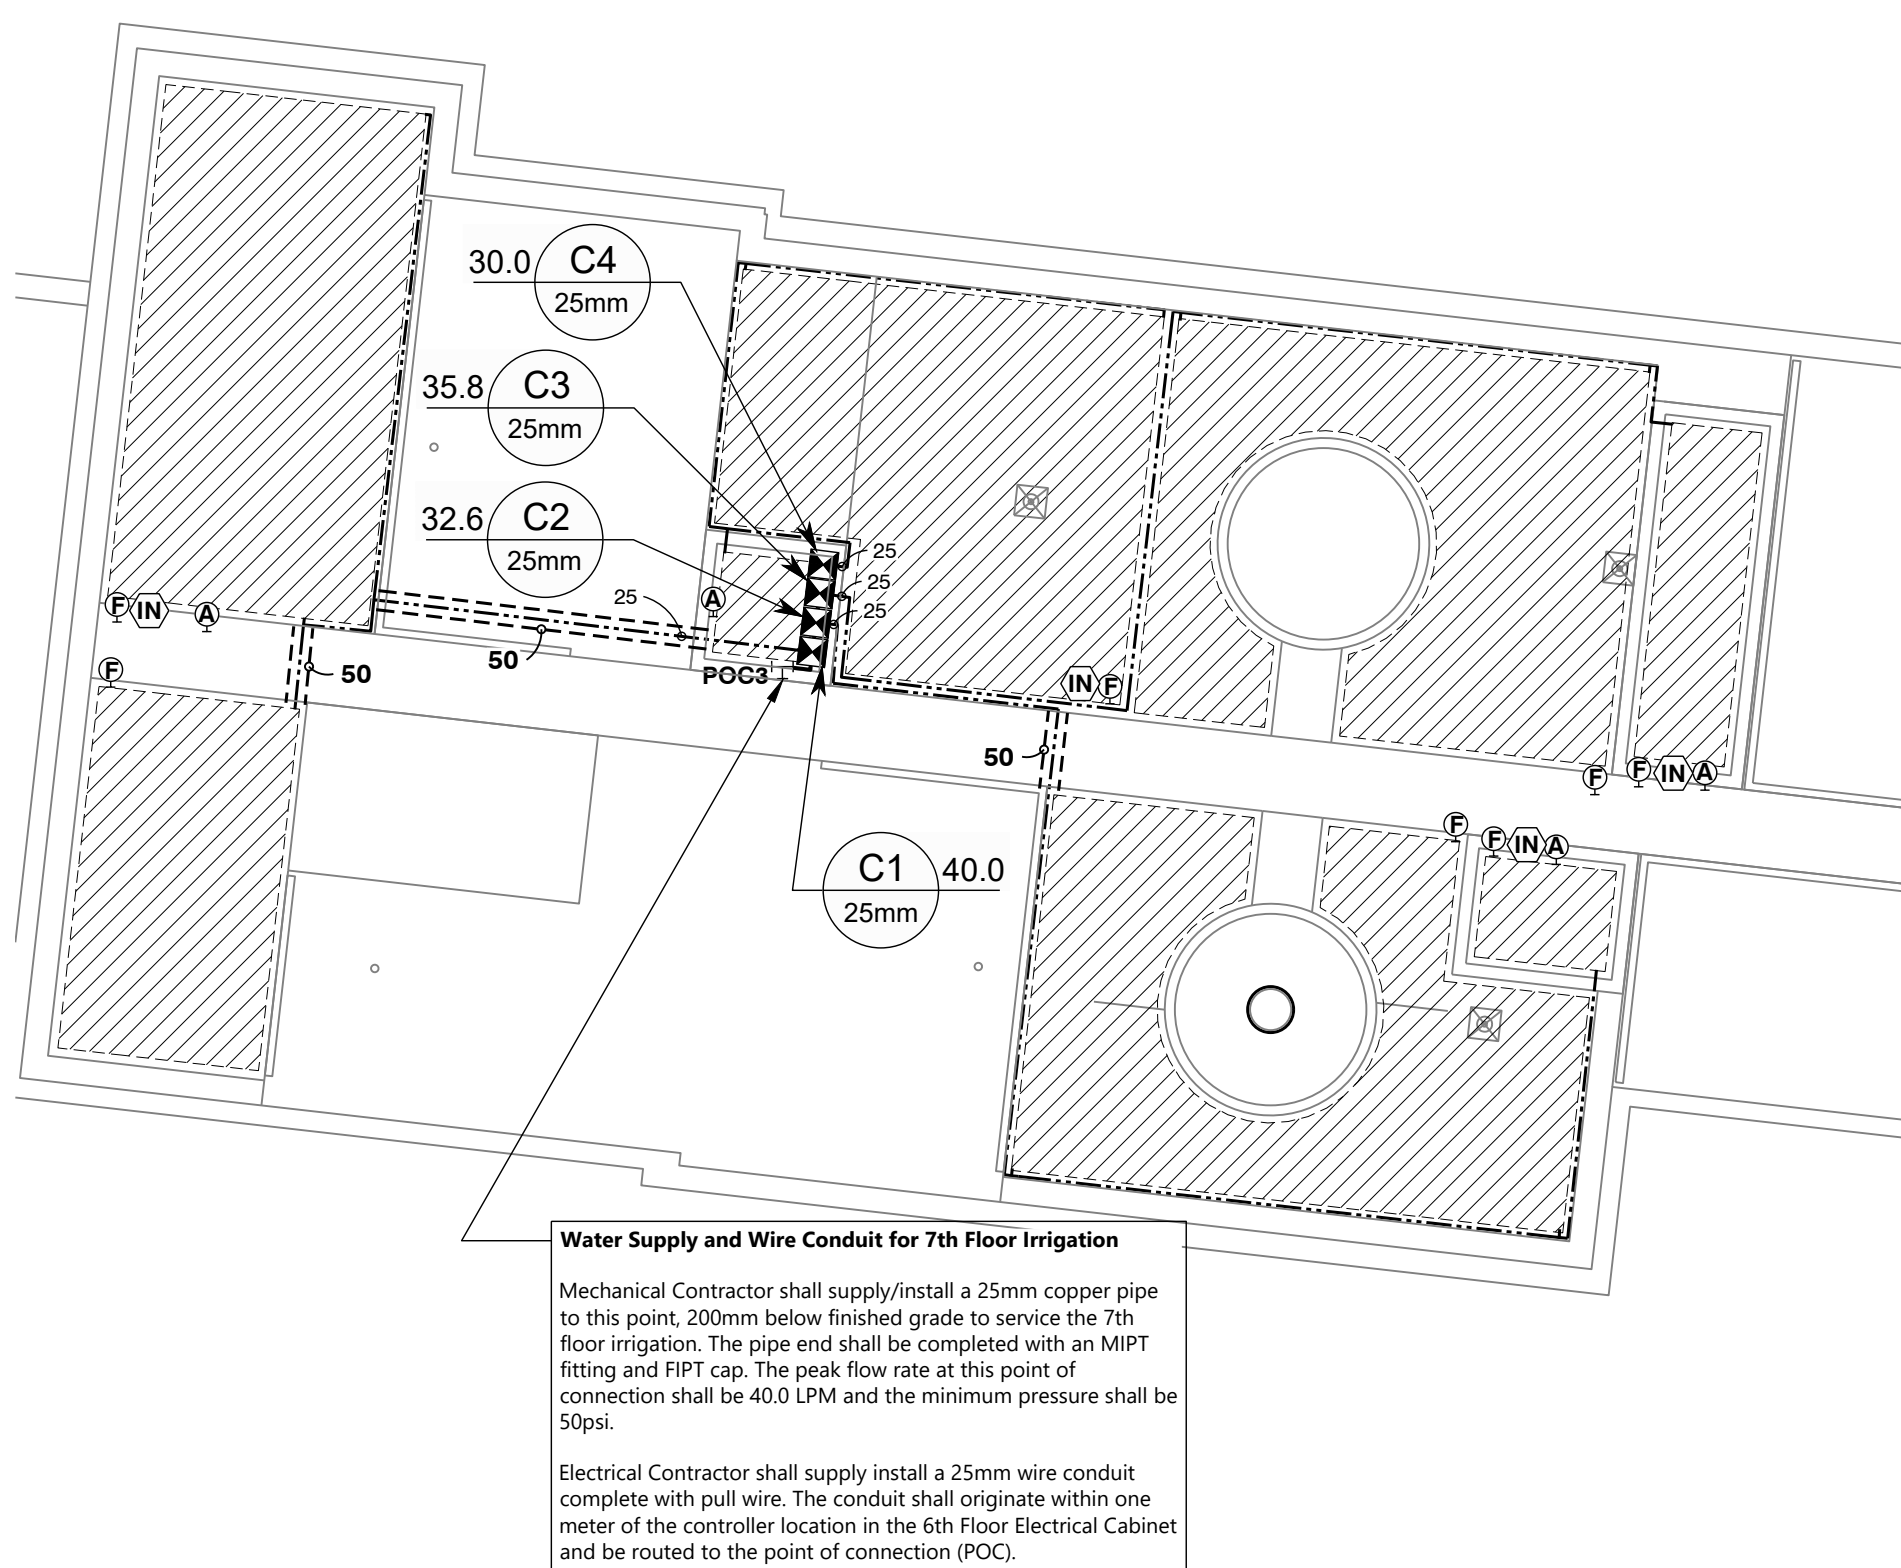 30.0
C4
25mm
35.8
C3
25mm
32.6
C2
25mm
25
25
25
25
A
F
IN
A
50
50
POC3
F
IN
F
50
F
F
IN
A
F
F
IN
A
C1
40.0
25mm
Water Supply and Wire Conduit for 7th Floor Irrigation
Mechanical Contractor shall supply/install a 25mm copper pipe
to this point, 200mm below finished grade to service the 7th
floor irrigation. The pipe end shall be completed with an MIPT
fitting and FIPT cap. The peak flow rate at this point of
connection shall be 40.0 LPM and the minimum pressure shall be
50psi.
Electrical Contractor shall supply install a 25mm wire conduit
complete with pull wire. The conduit shall originate within one
meter of the controller location in the 6th Floor Electrical Cabinet
and be routed to the point of connection (POC).